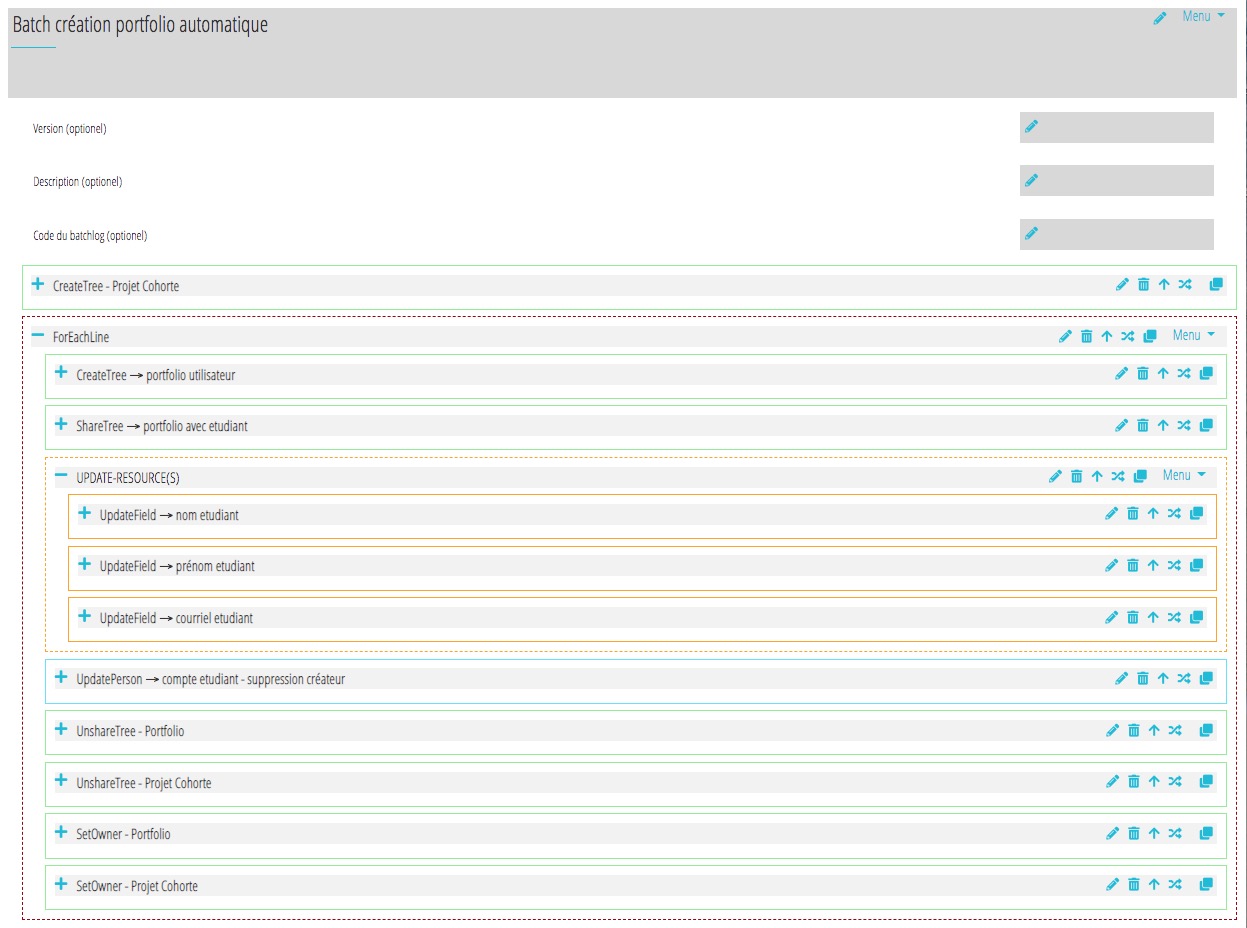 Batch création portfolio automatique
Menu
Version (optionel)
Description (optionel)
Code du batchlog (optionel)
CreateTree - Projet Cohorte
ForEachLine
Menu
CreateTree → portfolio utilisateur
ShareTree → portfolio avec etudiant
UPDATE-RESOURCE(S)
Menu
UpdateField → nom etudiant
UpdateField → prénom etudiant
UpdateField → courriel etudiant
UpdatePerson → compte etudiant - suppression créateur
UnshareTree - Portfolio
UnshareTree - Projet Cohorte
SetOwner - Portfolio
SetOwner - Projet Cohorte